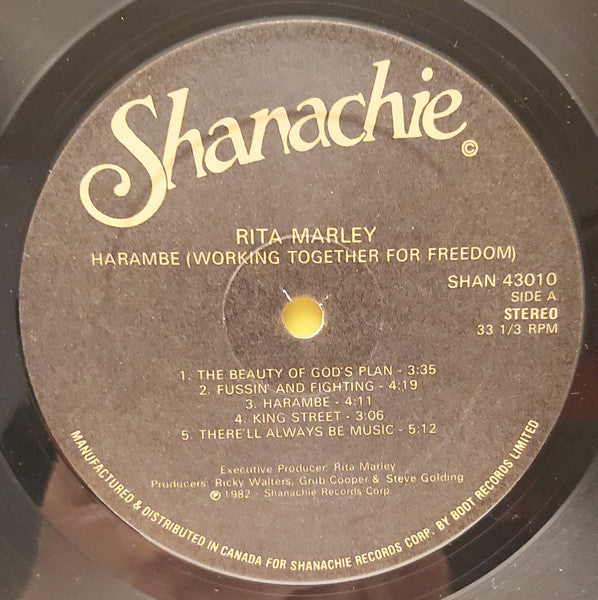 Shanachie
©
RITA MARLEY
HARAMBE (WORKING TOGETHER FOR FREEDOM)
SHAN 43010
SIDE A
STEREO
33 1/3 RPM
1. THE BEAUTY OF GOD'S PLAN - 3:35
2. FUSSIN' AND FIGHTING - 4:19
3. HARAMBE - 4:11
4. KING STREET - 3:06
5. THERE'LL ALWAYS BE MUSIC - 5:12
Executive Producer: Rita Marley
Producers: Ricky Walters, Grub Cooper & Steve Golding
℗ 1982 - Shanachie Records Corp.
MANUFACTURED & DISTRIBUTED IN CANADA FOR SHANACHIE RECORDS CORP. BY BOOT RECORDS LIMITED